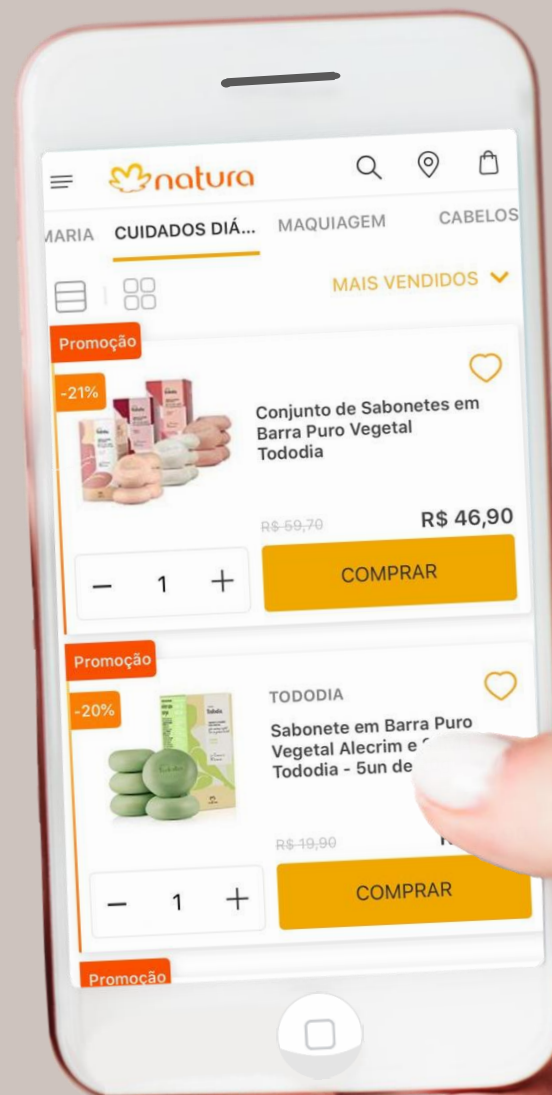 natura
MARIA CUIDADOS DIÁ... MAQUIAGEM CABELOS
MAIS VENDIDOS
Promoção
-21%
Conjunto de Sabonetes em
Barra Puro Vegetal
Tododia
R$ 59,70 R$ 46,90
1 COMPRAR
Promoção
-20%
TODODIA
Sabonete em Barra Puro
Vegetal Alecrim e
Tododia - 5un de
R$ 19,90
1 COMPRAR
Promoção